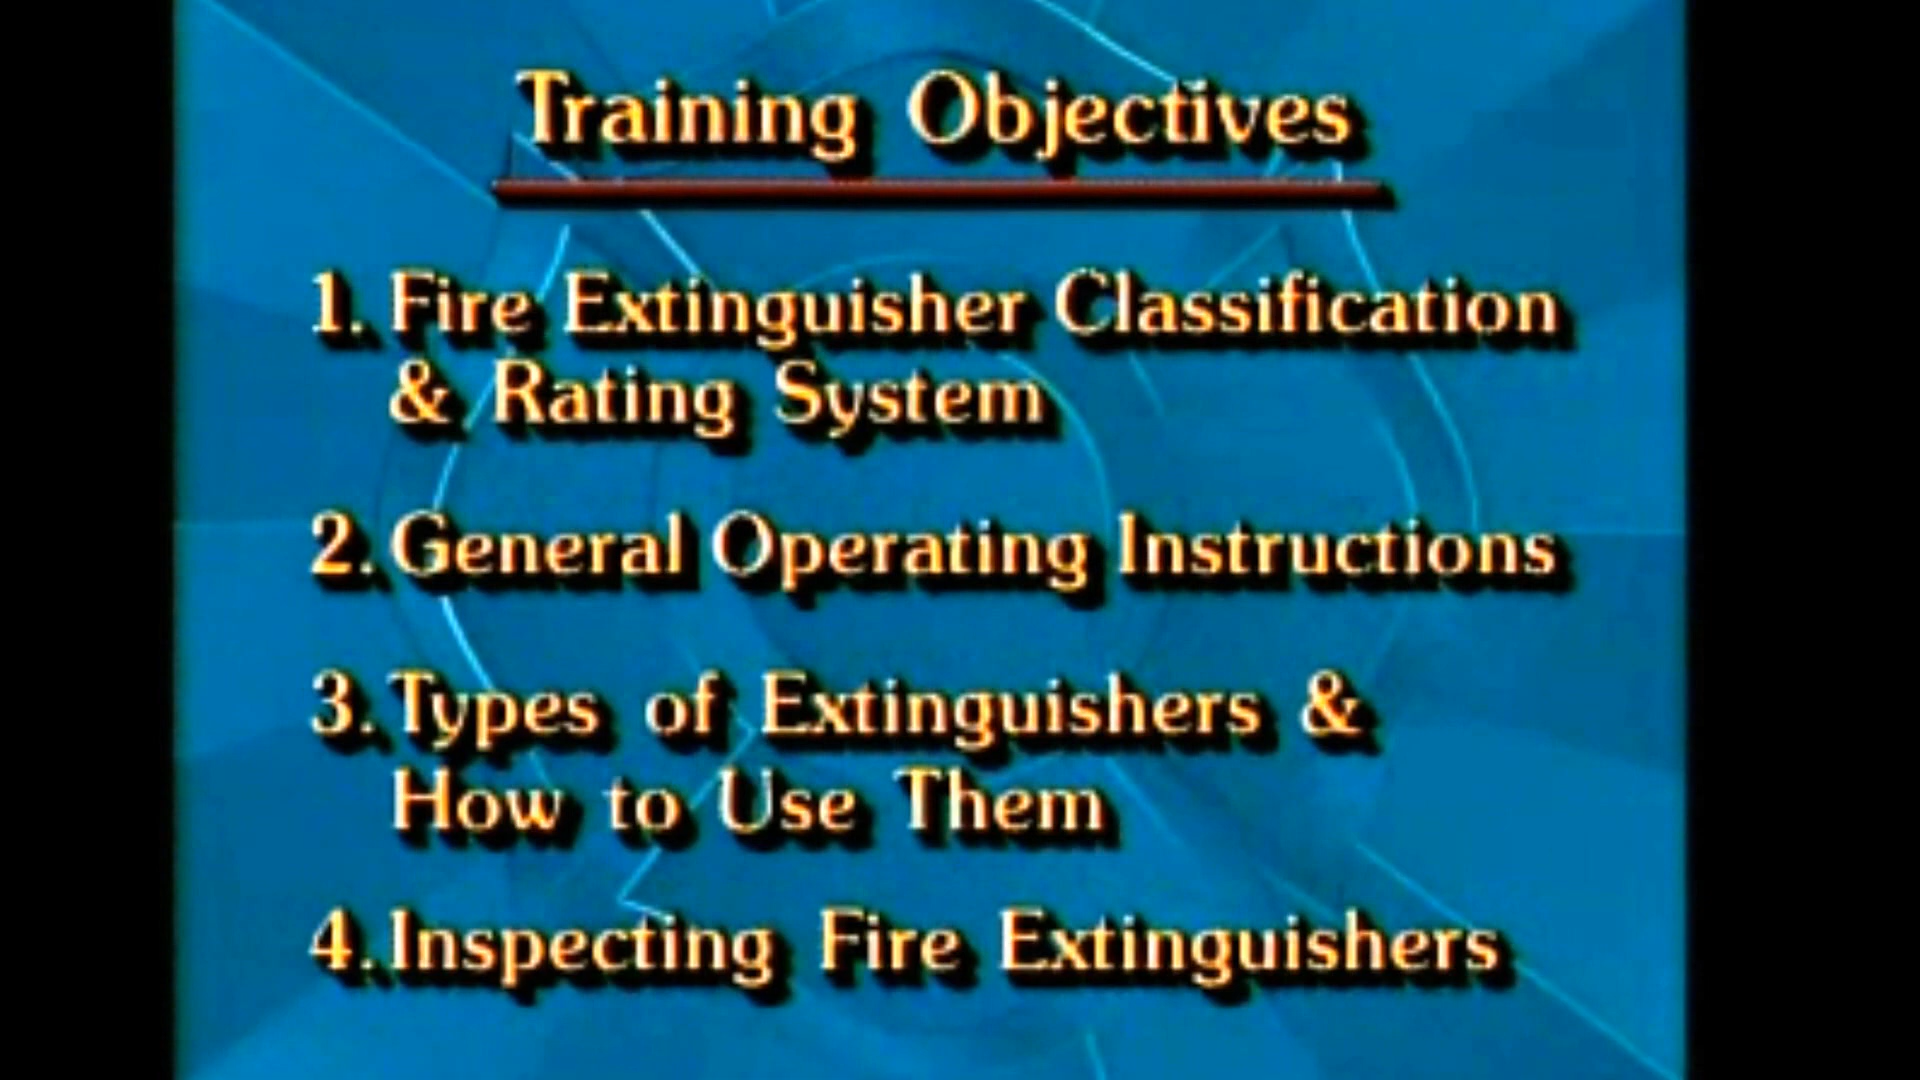 Training Objectives
1. Fire Extinguisher Classification
& Rating System
2. General Operating Instructions
3. Types of Extinguishers &
How to Use Them
4. Inspecting Fire Extinguishers